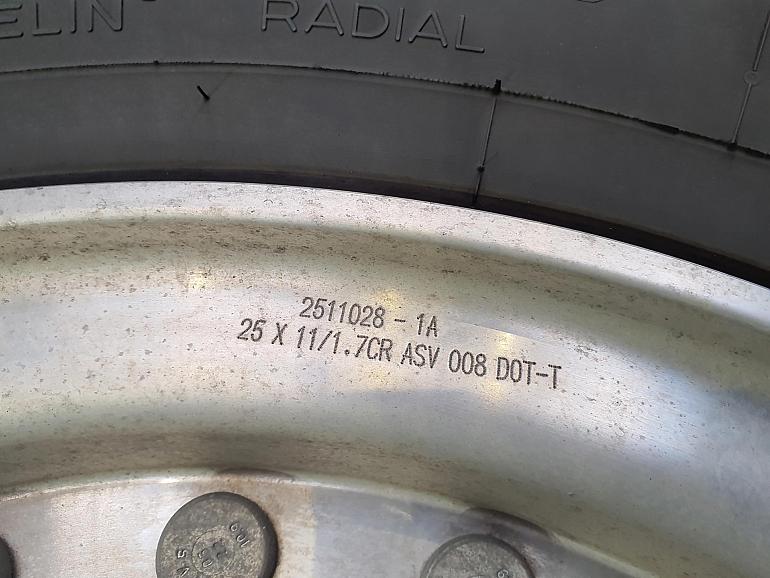 ELIN
RADIAL
2511028 - 1A
25 X 11/1.7CR ASV 008 DOT-T